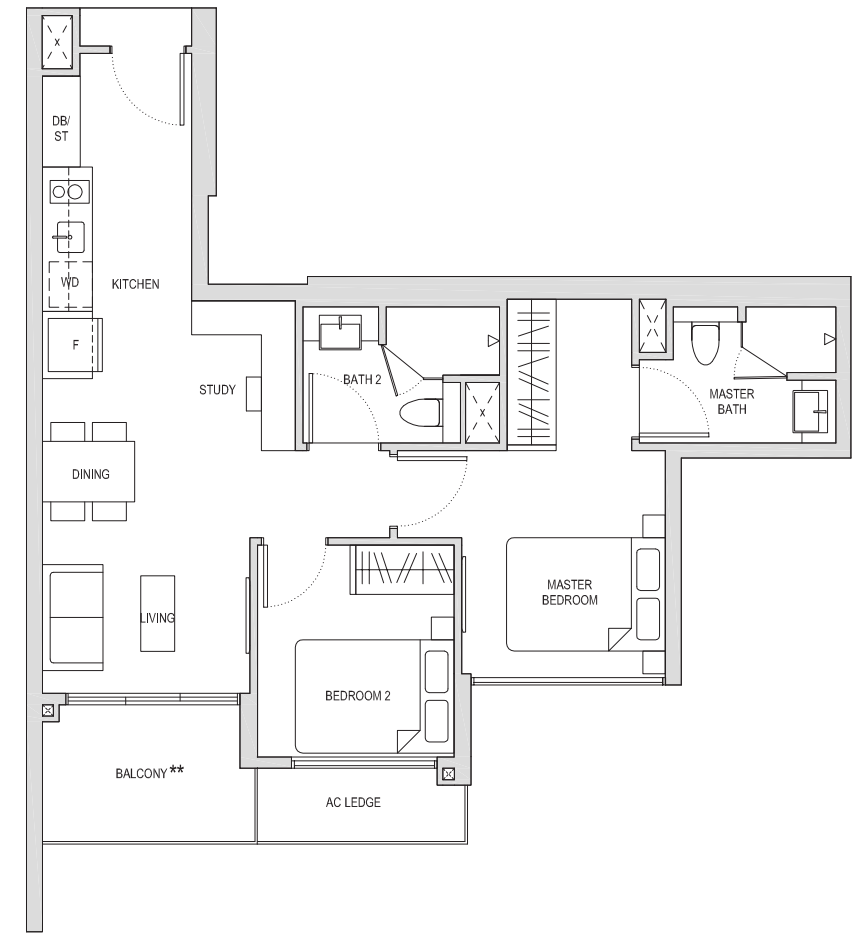 DB/
ST
WD
KITCHEN
F
STUDY
BATH 2
MASTER
BATH
DINING
MASTER
BEDROOM
LIVING
BEDROOM 2
BALCONY **
AC LEDGE